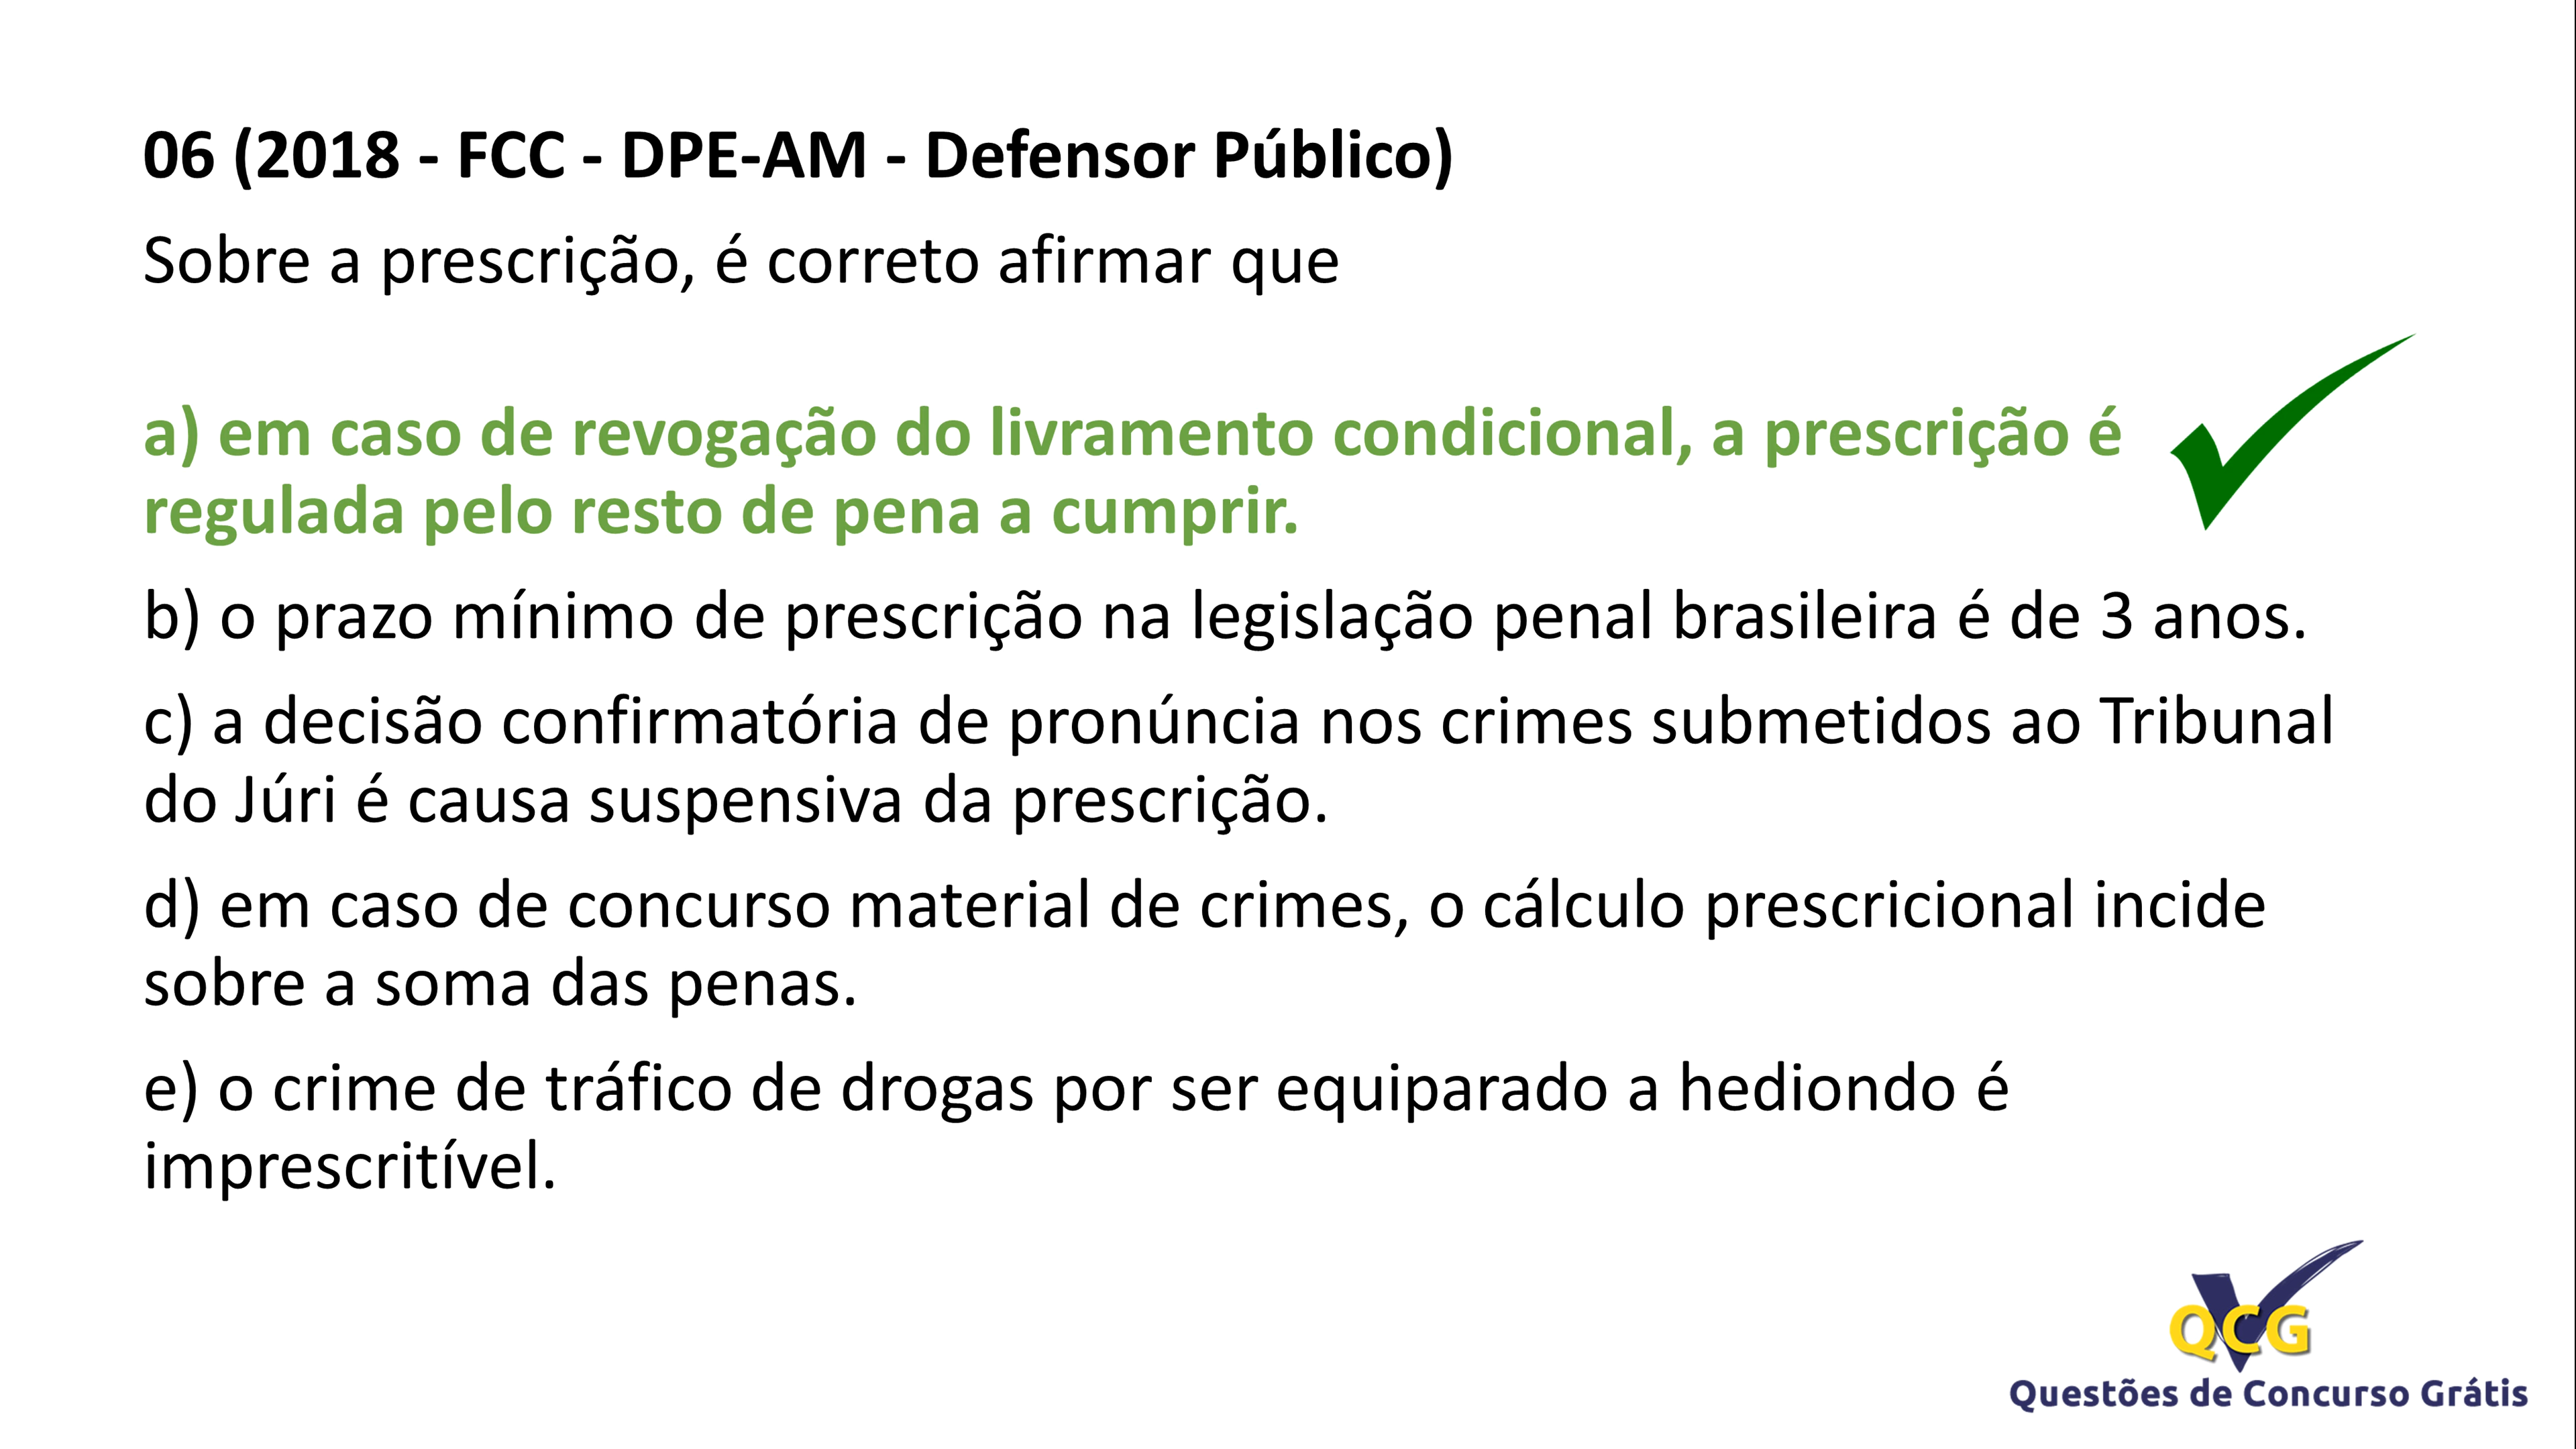 06 (2018 - FCC - DPE-AM - Defensor Público)
Sobre a prescrição, é correto afirmar que
a) em caso de revogação do livramento condicional, a prescrição é
regulada pelo resto de pena a cumprir.
b) o prazo mínimo de prescrição na legislação penal brasileira é de 3 anos.
c) a decisão confirmatória de pronúncia nos crimes submetidos ao Tribunal
do Júri é causa suspensiva da prescrição.
d) em caso de concurso material de crimes, o cálculo prescricional incide
sobre a soma das penas.
e) o crime de tráfico de drogas por ser equiparado a hediondo é
imprescritível.
QCG
Questões de Concurso Grátis